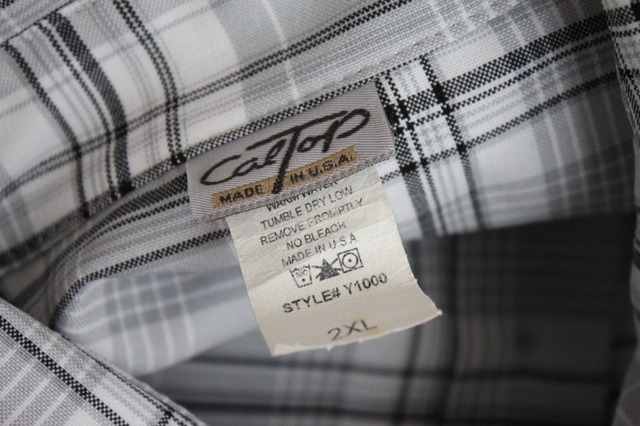 CalTop
MADE IN U.S.A.
WARM WATER
TUMBLE DRY LOW
REMOVE PROMPTLY
NO BLEACH
MADE IN U.S.A
STYLE# Y1000
2XL